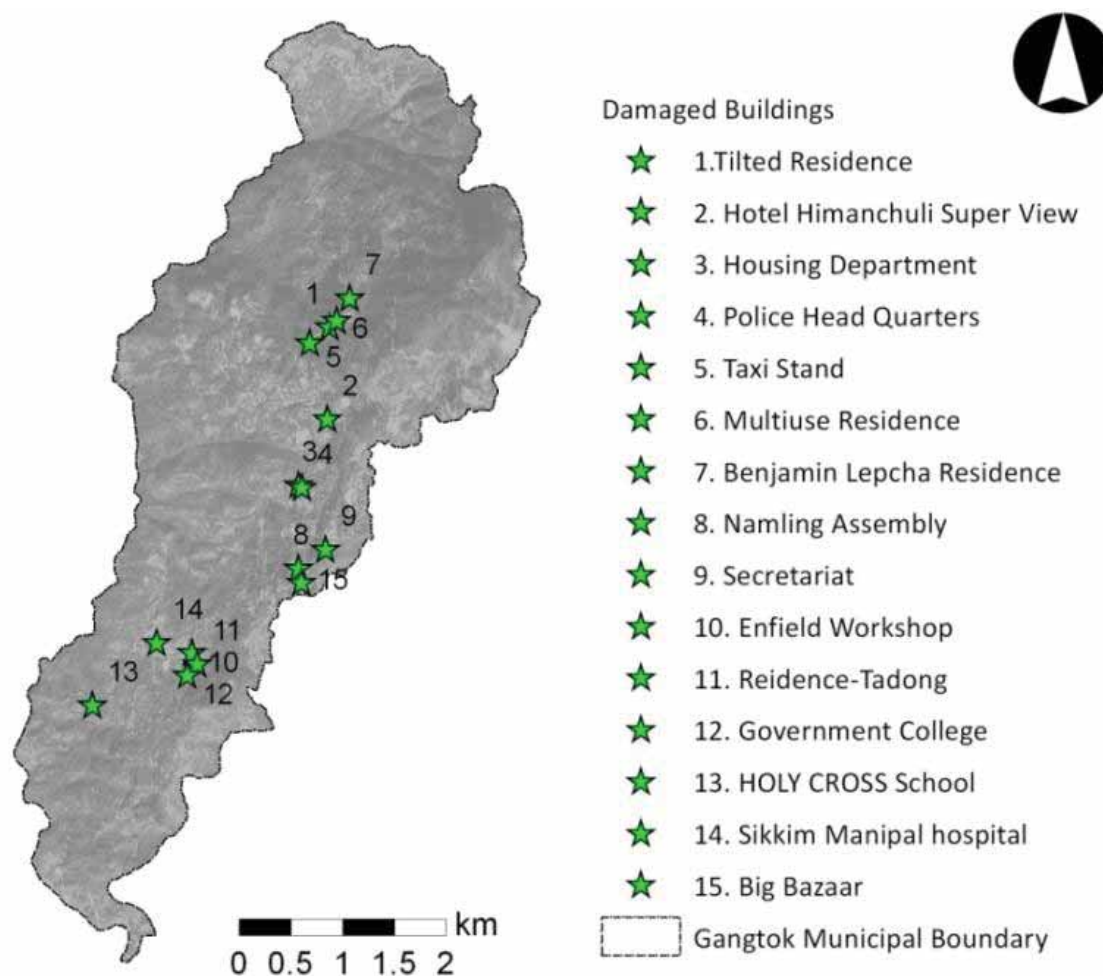 7
1
6
5
2
34
9
8
15
14
11
13
10
12
km
0 0.5 1 2
Damaged Buildings
1.Tilted Residence
2. Hotel Himanchuli Super View
3. Housing Department
4. Police Head Quarters
5. Taxi Stand
6. Multiuse Residence
7. Benjamin Lepcha Residence
8. Namling Assembly
9. Secretariat
10. Enfield Workshop
11. Reidence-Tadong
12. Government College
13. HOLY CROSS School
14. Sikkim Manipal hospital
15. Big Bazaar
Gangtok Municipal Boundary